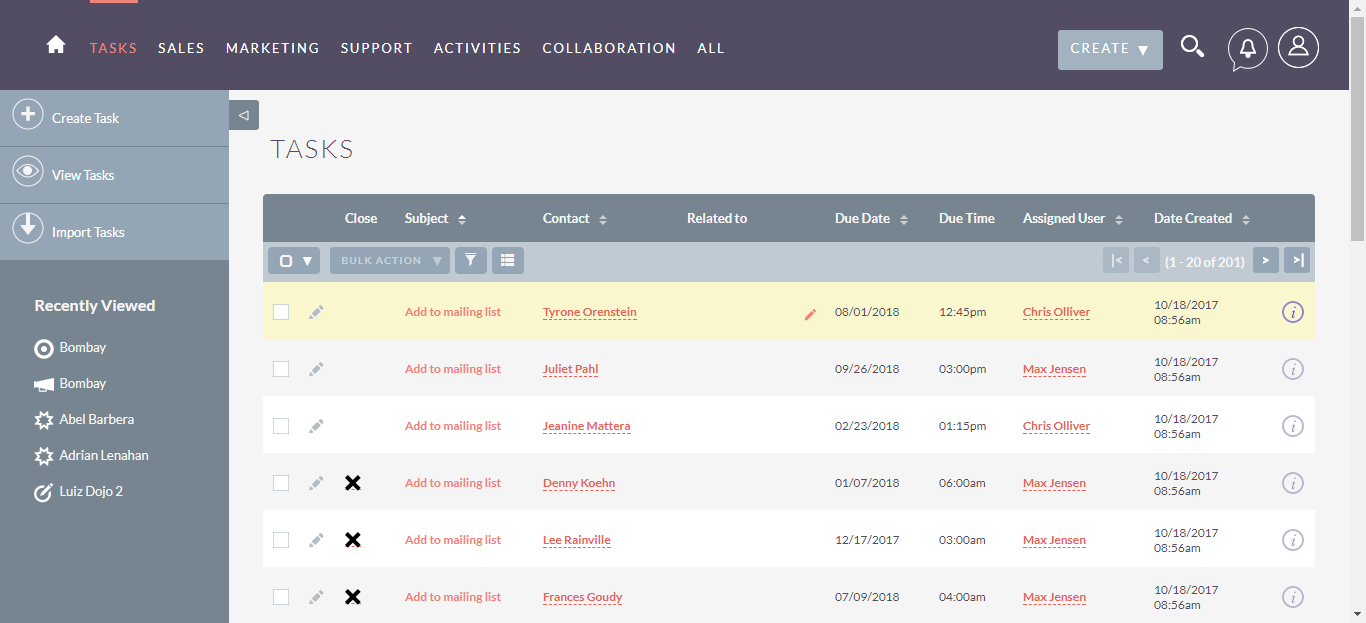 TASKS SALES MARKETING SUPPORT ACTIVITIES COLLABORATION ALL CREATE
Create Task
View Tasks
Import Tasks
Recently Viewed
Bombay
Bombay
Abel Barbera
Adrian Lenahan
Luiz Dojo 2
TASKS
Close Subject Contact Related to Due Date Due Time Assigned User Date Created
BULK ACTION (1 - 20 of 201)
Add to mailing list Tyrone Orenstein 08/01/2018 12:45pm Chris Olliver 10/18/2017
08:56am
Add to mailing list Juliet Pahl 09/26/2018 03:00pm Max Jensen 10/18/2017
08:56am
Add to mailing list Jeanine Mattera 02/23/2018 01:15pm Chris Olliver 10/18/2017
08:56am
Add to mailing list Denny Koehn 01/07/2018 06:00am Max Jensen 10/18/2017
08:56am
Add to mailing list Lee Rainville 12/17/2017 03:00am Max Jensen 10/18/2017
08:56am
Add to mailing list Frances Goudy 07/09/2018 04:00am Max Jensen 10/18/2017
08:56am